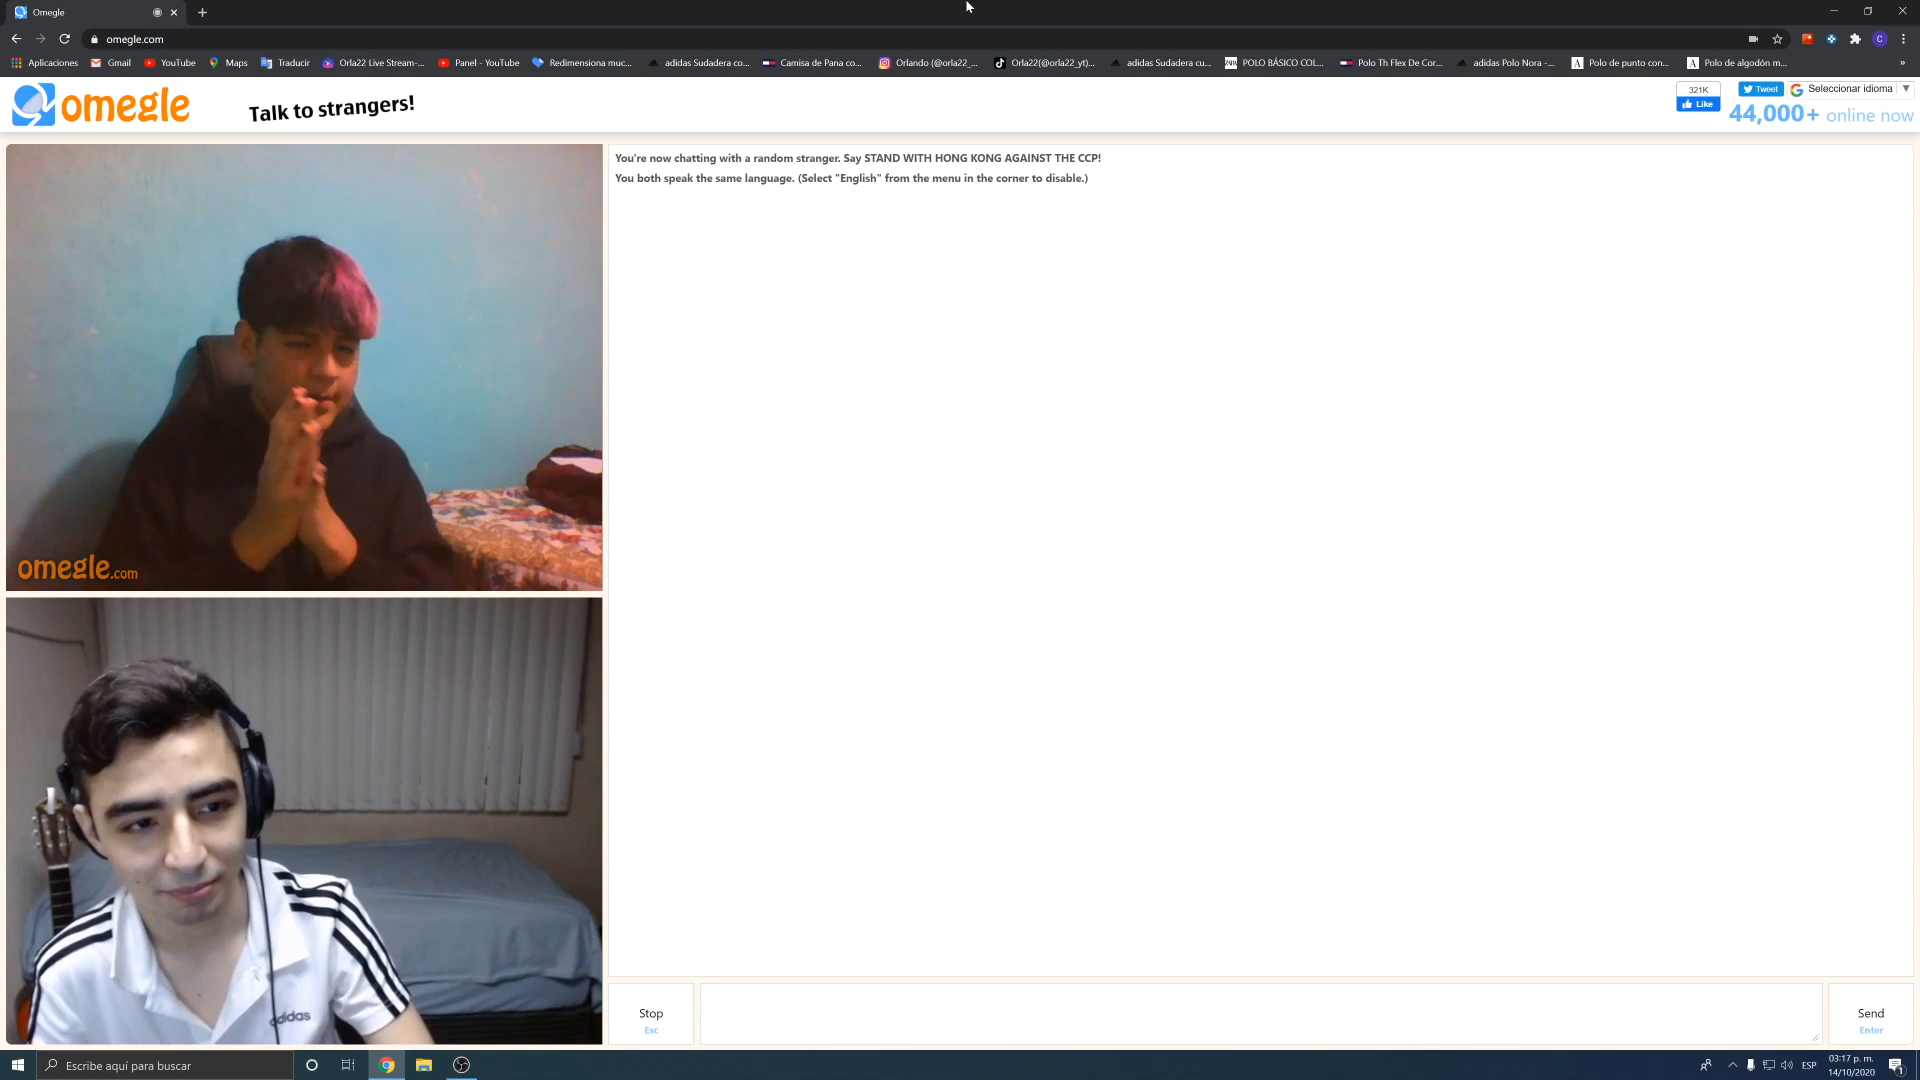 Omegle
omegle.com
Aplicaciones
Gmail
YouTube
Maps
Traducir
Orla22 Live Stream-...
Panel - YouTube
Redimensiona muc...
adidas Sudadera co...
Camisa de Pana co...
Orlando (@orla22_...
Orla22(@orla22_yt)...
adidas Sudadera cu...
POLO BÁSICO COL...
Polo Th Flex De Cor...
adidas Polo Nora -...
Polo de punto con...
Polo de algodón m...
omegle
Talk to strangers!
321K
Like
Tweet
Seleccionar idioma
44,000+ online now
You're now chatting with a random stranger. Say STAND WITH HONG KONG AGAINST THE CCP!
You both speak the same language. (Select "English" from the menu in the corner to disable.)
omegle.com
adidas
Stop
Esc
Send
Enter
Escribe aquí para buscar
ESP
03:17 p. m.
14/10/2020
1